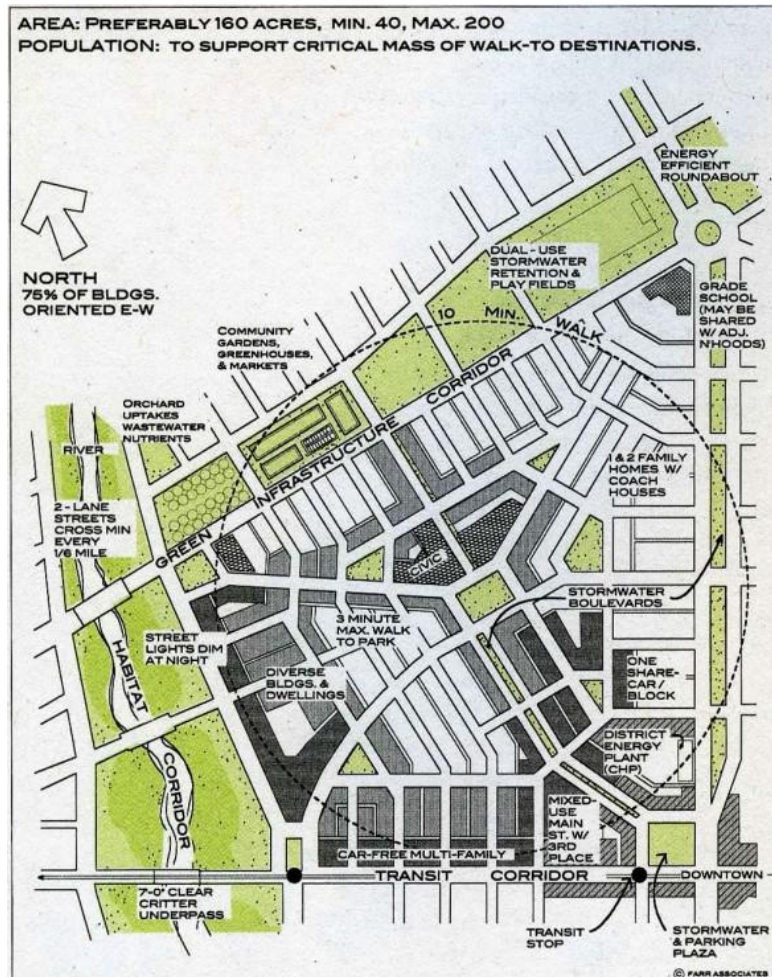 AREA: PREFERABLY 160 ACRES, MIN. 40, MAX. 200
POPULATION: TO SUPPORT CRITICAL MASS OF WALK-TO DESTINATIONS.
ENERGY
EFFICIENT
ROUNDABOUT
NORTH
75% OF BLDGS.
ORIENTED E-W
DUAL - USE
STORMWATER
RETENTION &
PLAY FIELDS
GRADE
SCHOOL
(MAY BE
SHARED
W/ ADJ.
N'HOODS)
10 MIN. WALK
COMMUNITY
GARDENS,
GREENHOUSES,
& MARKETS
ORCHARD
UPTAKES
WASTEWATER
NUTRIENTS
RIVER
2 - LANE
STREETS
CROSS MIN
EVERY
1/6 MILE
GREEN INFRASTRUCTURE CORRIDOR
1 & 2 FAMILY
HOMES W/
COACH
HOUSES
CIVIC
STORMWATER
BOULEVARDS
3 MINUTE
MAX. WALK
TO PARK
STREET
LIGHTS DIM
AT NIGHT
HABITAT CORRIDOR
DIVERSE
BLDGS. &
DWELLINGS
ONE
SHARE-
CAR /
BLOCK
DISTRICT
ENERGY
PLANT
(CHP)
MIXED-
USE MAIN
ST. W/
3RD
PLACE
CAR-FREE MULTI-FAMILY
TRANSIT CORRIDOR
DOWNTOWN
7'-0" CLEAR
CRITTER
UNDERPASS
TRANSIT
STOP
STORMWATER
& PARKING
PLAZA
© FARR ASSOCIATES